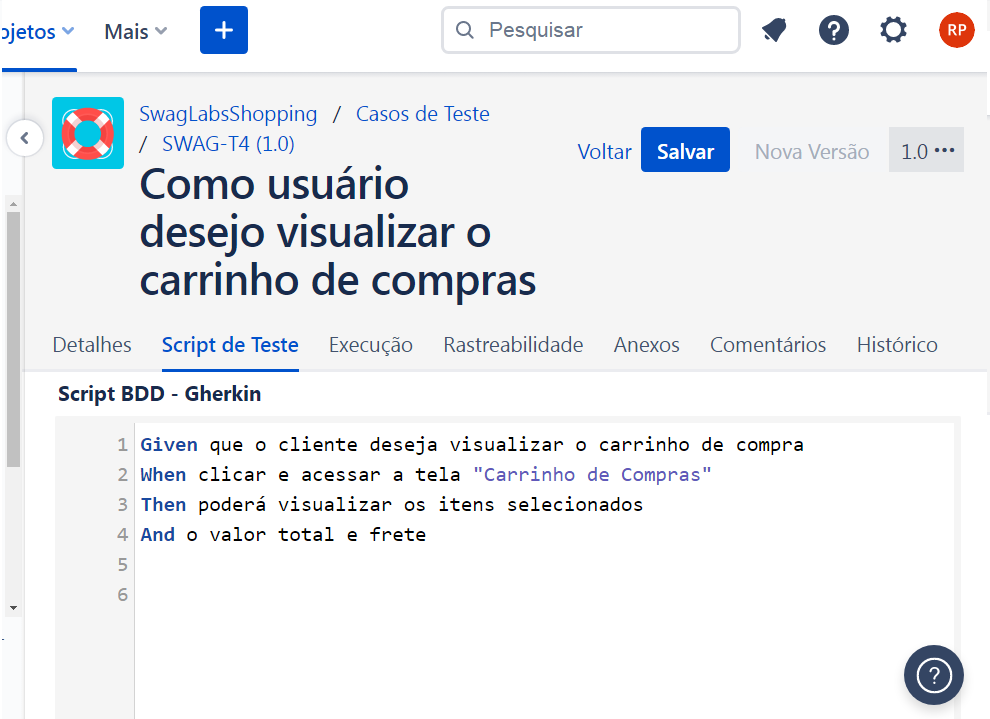 ojetos
Mais
+
Pesquisar
?
RP
SwagLabsShopping / Casos de Teste
/ SWAG-T4 (1.0)
Como usuário
desejo visualizar o
carrinho de compras
Voltar
Salvar
Nova Versão
1.0 •••
Detalhes Script de Teste Execução Rastreabilidade Anexos Comentários Histórico
Script BDD - Gherkin
1 Given que o cliente deseja visualizar o carrinho de compra
2 When clicar e acessar a tela "Carrinho de Compras"
3 Then poderá visualizar os itens selecionados
4 And o valor total e frete
5
6
?